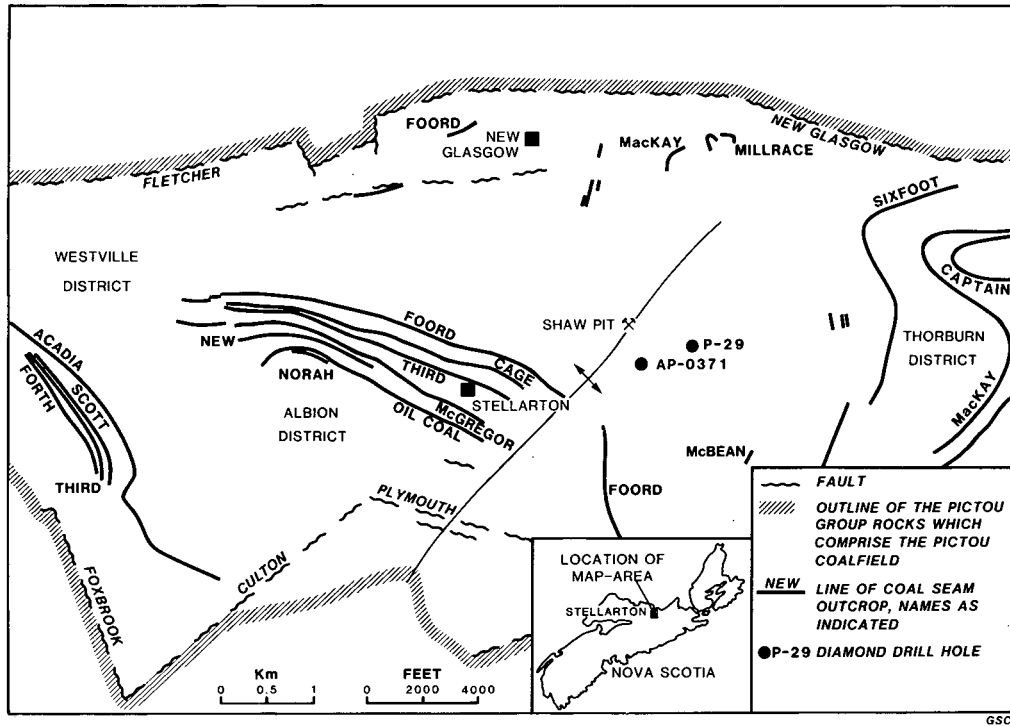 FOORD
NEW
GLASGOW
MacKAY
MILLRACE
NEW GLASGOW
FLETCHER
SIXFOOT
WESTVILLE
DISTRICT
CAPTAIN
ACADIA
SCOTT
FORTH
THIRD
NEW
FOORD
CAGE
THIRD
NORAH
McGREGOR
OIL COAL
STELLARTON
ALBION
DISTRICT
SHAW PIT
P-29
AP-0371
THORBURN
DISTRICT
MacKAY
McBEAN
FOORD
PLYMOUTH
CULTON
FOXBROOK
Km
0 0.5 1
FEET
0 2000 4000
LOCATION OF
MAP-AREA
STELLARTON
NOVA SCOTIA
FAULT
OUTLINE OF THE PICTOU
GROUP ROCKS WHICH
COMPRISE THE PICTOU
COALFIELD
NEW
LINE OF COAL SEAM
OUTCROP, NAMES AS
INDICATED
P-29 DIAMOND DRILL HOLE
GSC